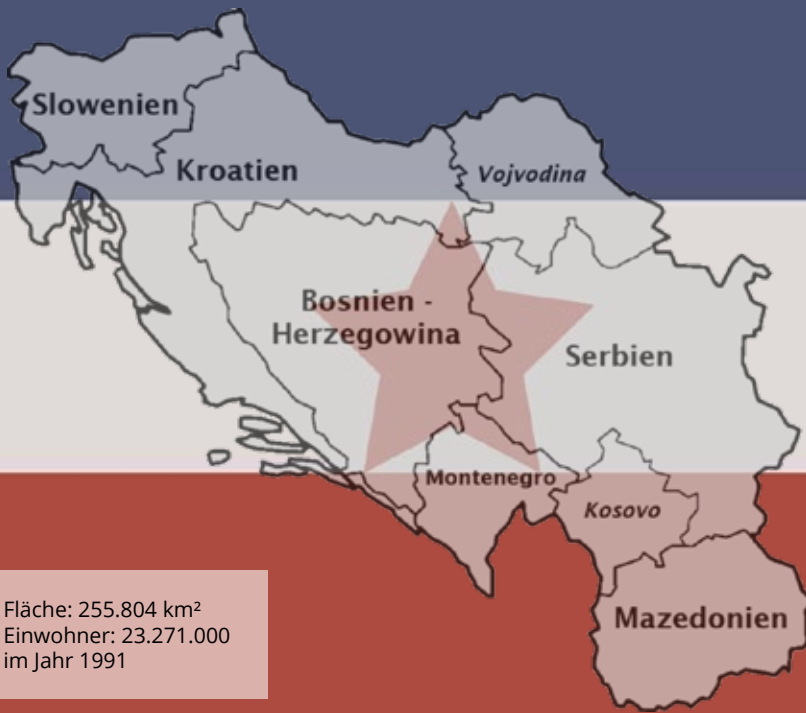 Slowenien
Kroatien
Vojvodina
Bosnien -
Herzegowina
Serbien
Montenegro
Kosovo
Mazedonien
Fläche: 255.804 km²
Einwohner: 23.271.000
im Jahr 1991